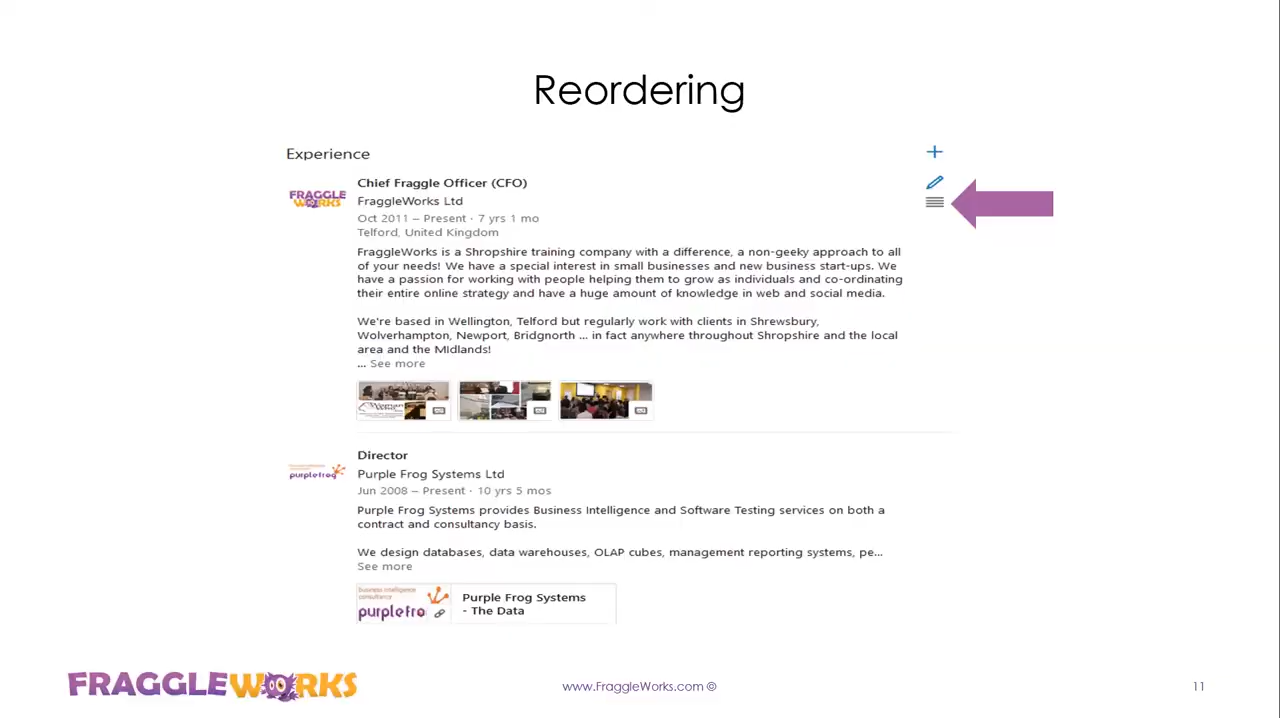 Reordering
Experience
FRAGGLE
WORKS
Chief Fraggle Officer (CFO)
FraggleWorks Ltd
Oct 2011 – Present · 7 yrs 1 mo
Telford, United Kingdom
FraggleWorks is a Shropshire training company with a difference, a non-geeky approach to all
of your needs! We have a special interest in small businesses and new business start-ups. We
have a passion for working with people helping them to grow as individuals and co-ordinating
their entire online strategy and have a huge amount of knowledge in web and social media.
We're based in Wellington, Telford but regularly work with clients in Shrewsbury,
Wolverhampton, Newport, Bridgnorth ... in fact anywhere throughout Shropshire and the local
area and the MIdlands!
... See more
purplefrog
Director
Purple Frog Systems Ltd
Jun 2008 – Present · 10 yrs 5 mos
Purple Frog Systems provides Business Intelligence and Software Testing services on both a
contract and consultancy basis.
We design databases, data warehouses, OLAP cubes, management reporting systems, pe...
See more
business intelligence
consultancy
purplefro
Purple Frog Systems
- The Data
FRAGGLEWORKS
www.FraggleWorks.com ©
11